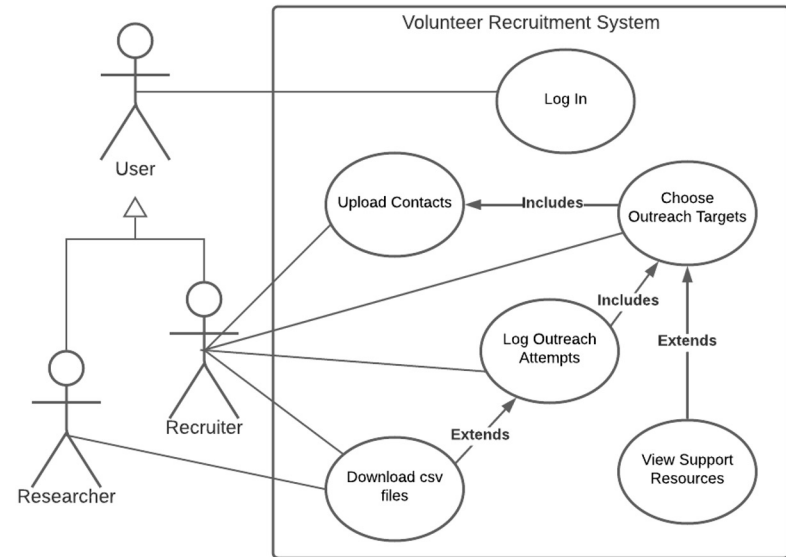 Volunteer Recruitment System
Log In
User
Upload Contacts
Includes
Choose
Outreach Targets
Includes
Log Outreach
Attempts
Extends
Recruiter
Extends
Download csv
files
View Support
Resources
Researcher